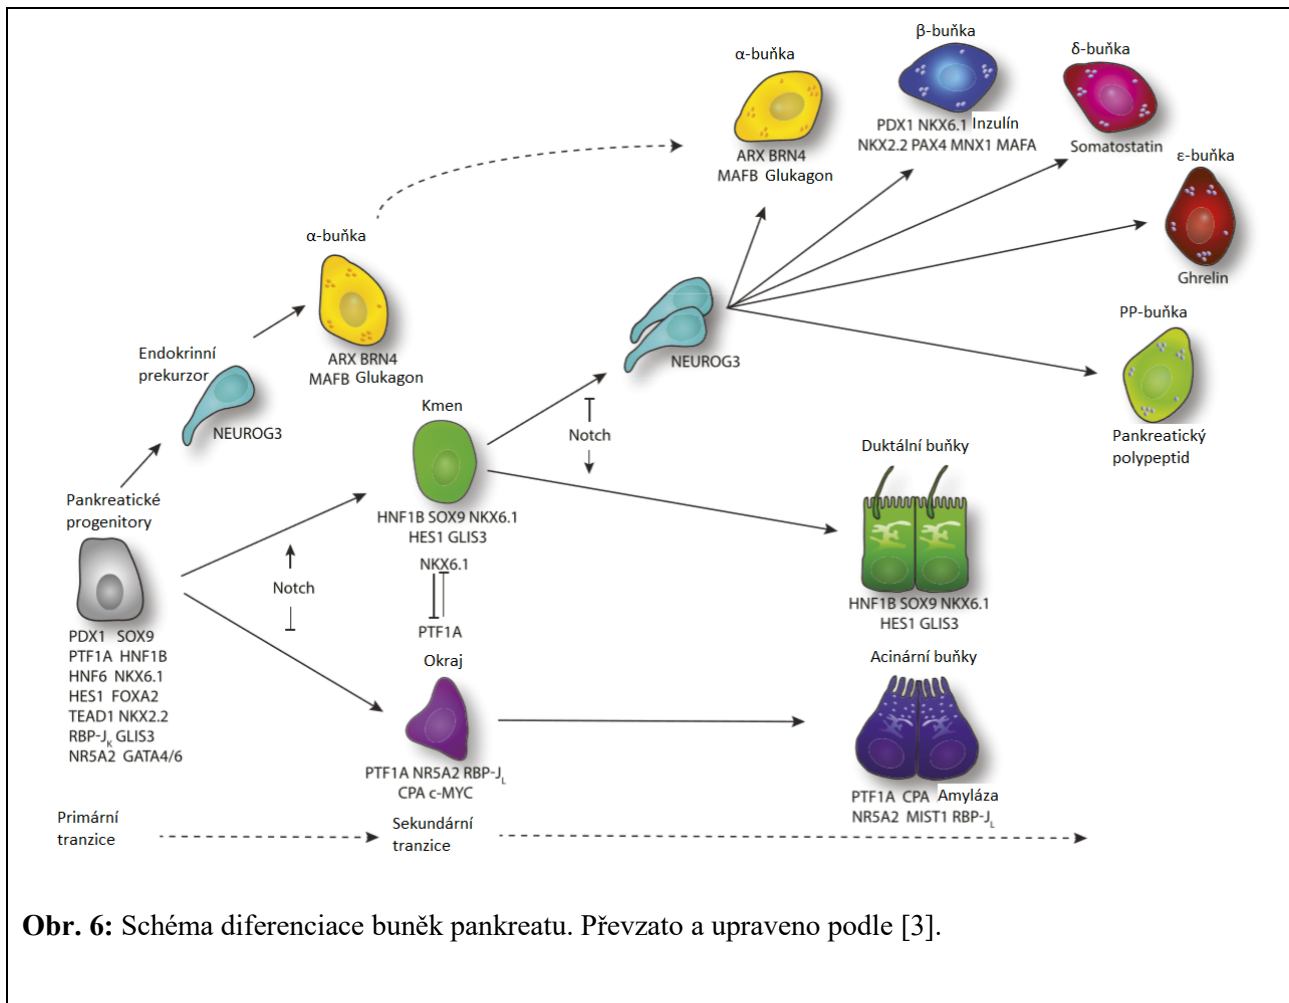 β-buňka
α-buňka
δ-buňka
PDX1 NKX6.1 Inzulín
NKX2.2 PAX4 MNX1 MAFA
Somatostatin
ARX BRN4
MAFB Glukagon
ε-buňka
Ghrelin
α-buňka
PP-buňka
Endokrinní
prekurzor
ARX BRN4
MAFB Glukagon
NEUROG3
NEUROG3
Kmen
Notch
Pankreatický
polypeptid
Duktální buňky
Pankreatické
progenitory
HNF1B SOX9 NKX6.1
HES1 GLIS3
NKX6.1
Notch
PTF1A
HNF1B SOX9 NKX6.1
HES1 GLIS3
PDX1 SOX9
PTF1A HNF1B
HNF6 NKX6.1
HES1 FOXA2
TEAD1 NKX2.2
RBP-JK GLIS3
NR5A2 GATA4/6
Okraj
Acinární buňky
PTF1A NR5A2 RBP-JL
CPA c-MYC
PTF1A CPA Amyláza
NR5A2 MIST1 RBP-JL
Primární
tranzice
Sekundární
tranzice
Obr. 6: Schéma diferenciace buněk pankreatu. Převzato a upraveno podle [3].